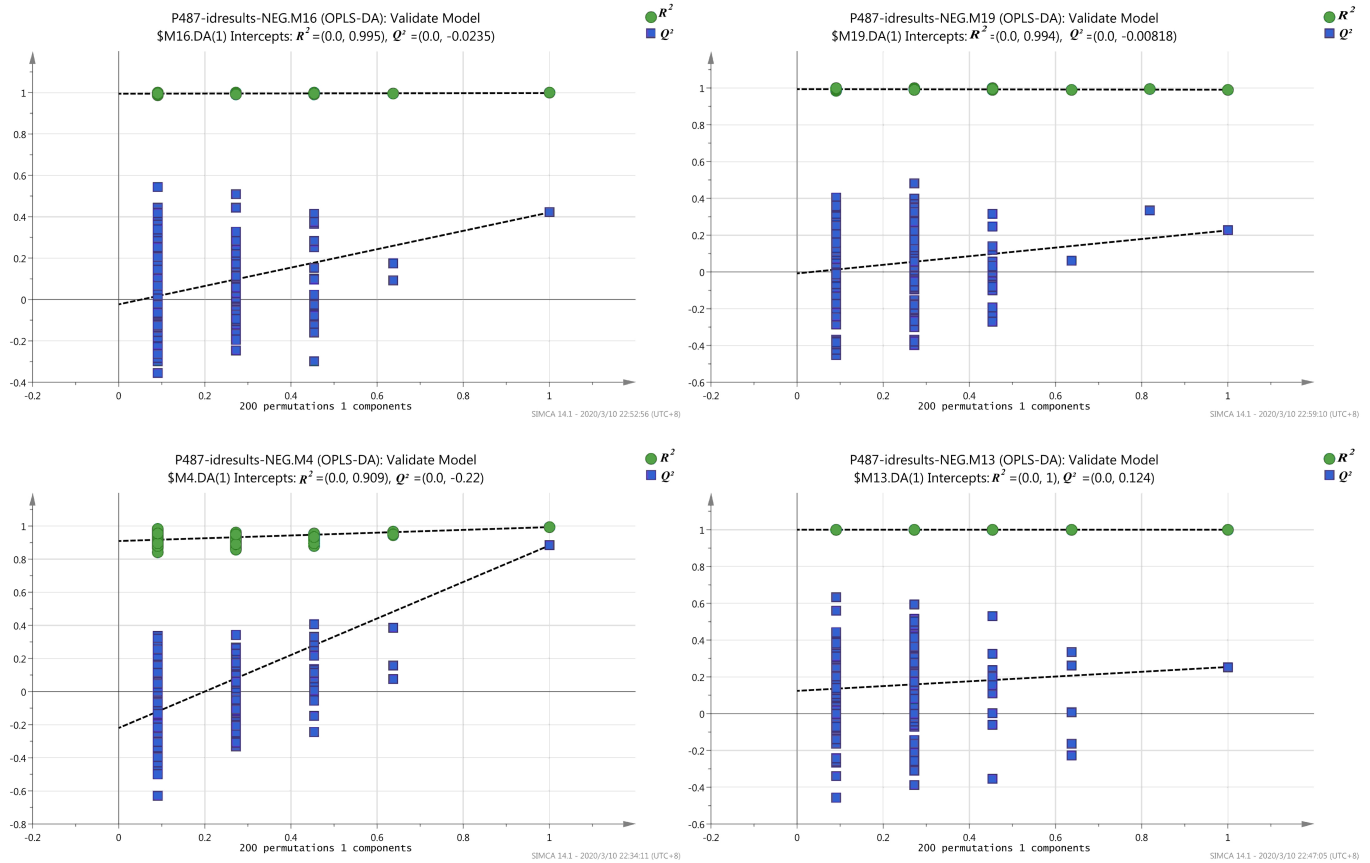 P487-idresults-NEG.M16 (OPLS-DA): Validate Model
$M16.DA(1) Intercepts: R² =(0.0, 0.995), Q² =(0.0, -0.0235)
R²
Q²
1
0.8
0.6
0.4
0.2
0
-0.2
-0.4
-0.2 0 0.2 0.4 0.6 0.8 1
200 permutations 1 components
SIMCA 14.1 - 2020/3/10 22:52:56 (UTC+8)
P487-idresults-NEG.M19 (OPLS-DA): Validate Model
$M19.DA(1) Intercepts: R² =(0.0, 0.994), Q² =(0.0, -0.00818)
R²
Q²
1
0.8
0.6
0.4
0.2
0
-0.2
-0.4
-0.6
-0.2 0 0.2 0.4 0.6 0.8 1
200 permutations 1 components
SIMCA 14.1 - 2020/3/10 22:59:10 (UTC+8)
P487-idresults-NEG.M4 (OPLS-DA): Validate Model
$M4.DA(1) Intercepts: R² =(0.0, 0.909), Q² =(0.0, -0.22)
R²
Q²
1
0.8
0.6
0.4
0.2
0
-0.2
-0.4
-0.6
-0.8
-0.2 0 0.2 0.4 0.6 0.8 1
200 permutations 1 components
SIMCA 14.1 - 2020/3/10 22:34:11 (UTC+8)
P487-idresults-NEG.M13 (OPLS-DA): Validate Model
$M13.DA(1) Intercepts: R² =(0.0, 1), Q² =(0.0, 0.124)
R²
Q²
1
0.8
0.6
0.4
0.2
0
-0.2
-0.4
-0.6
-0.2 0 0.2 0.4 0.6 0.8 1
200 permutations 1 components
SIMCA 14.1 - 2020/3/10 22:47:05 (UTC+8)